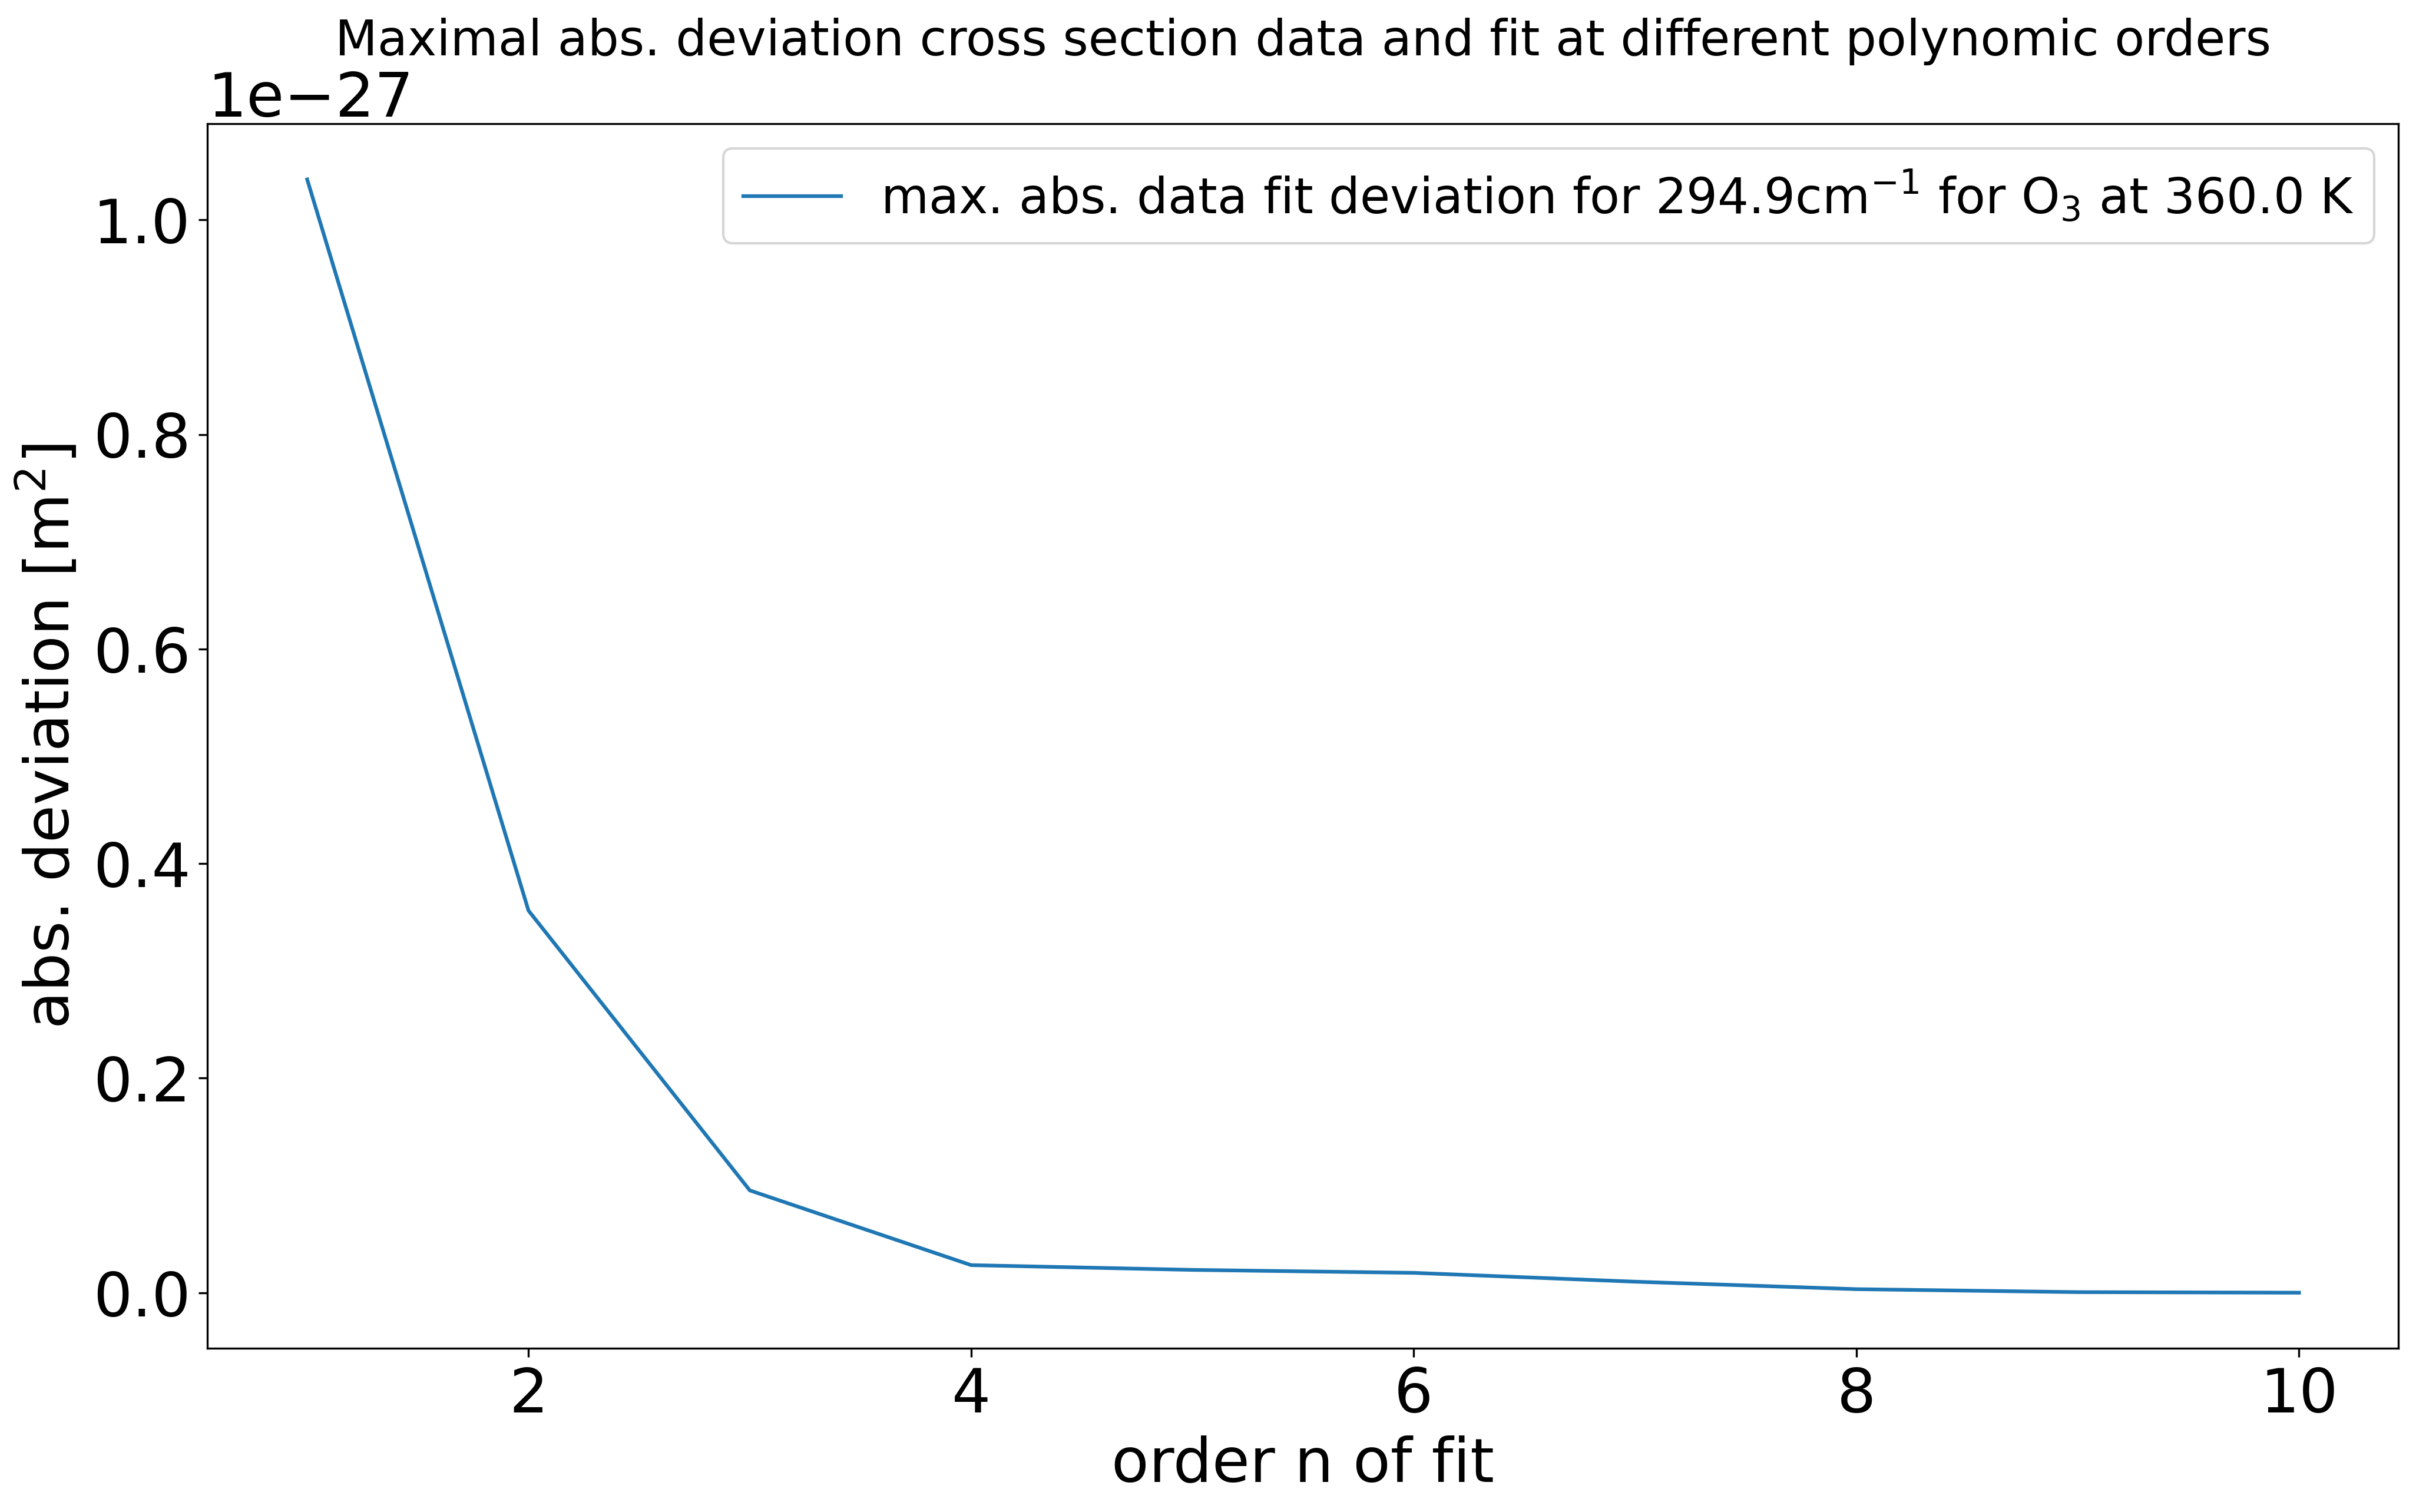 Maximal abs. deviation cross section data and fit at different polynomic orders
1e−27
max. abs. data fit deviation for 294.9cm⁻¹ for O₃ at 360.0 K
1.0
0.8
0.6
0.4
0.2
0.0
abs. deviation [m²]
2 4 6 8 10
order n of fit